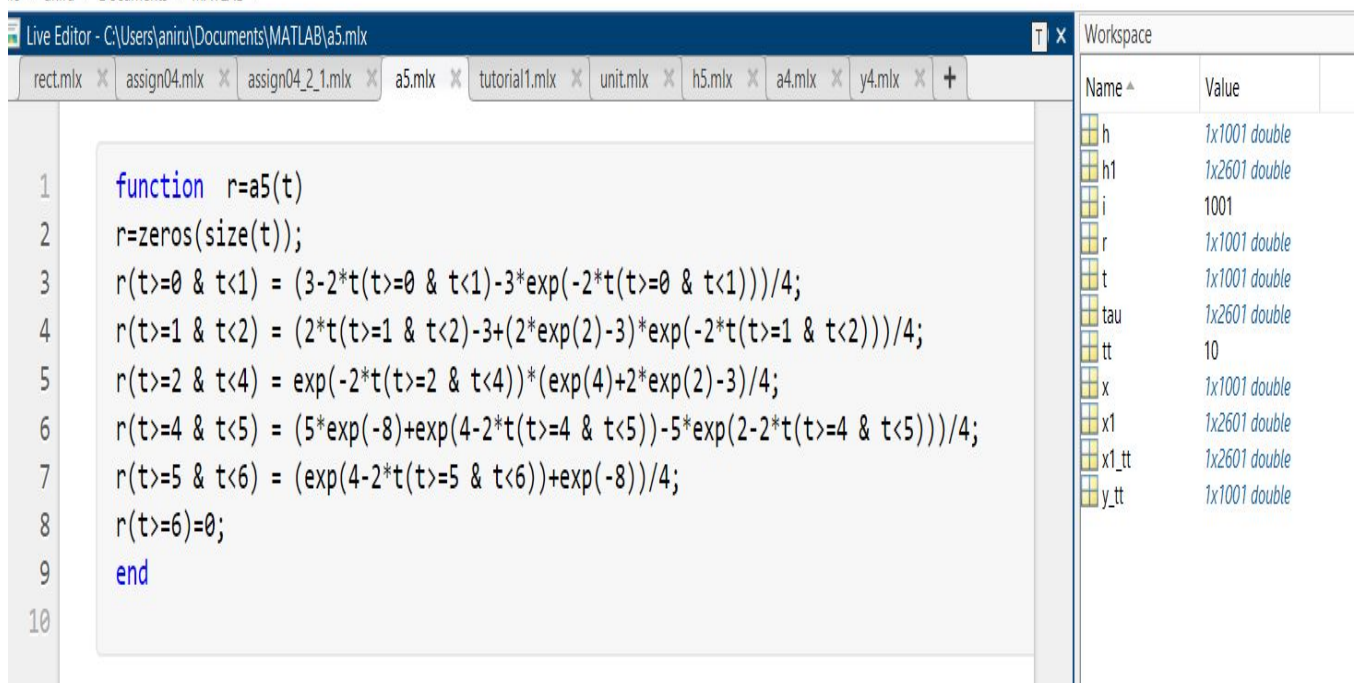 Live Editor - C:\Users\aniru\Documents\MATLAB\a5.mlx
T
rect.mlx assign04.mlx assign04_2_1.mlx a5.mlx tutorial1.mlx unit.mlx h5.mlx a4.mlx y4.mlx +
1 function r=a5(t)
2 r=zeros(size(t));
3 r(t>=0 & t<1) = (3-2*t(t>=0 & t<1)-3*exp(-2*t(t>=0 & t<1)))/4;
4 r(t>=1 & t<2) = (2*t(t>=1 & t<2)-3+(2*exp(2)-3)*exp(-2*t(t>=1 & t<2)))/4;
5 r(t>=2 & t<4) = exp(-2*t(t>=2 & t<4))*(exp(4)+2*exp(2)-3)/4;
6 r(t>=4 & t<5) = (5*exp(-8)+exp(4-2*t(t>=4 & t<5))-5*exp(2-2*t(t>=4 & t<5)))/4;
7 r(t>=5 & t<6) = (exp(4-2*t(t>=5 & t<6))+exp(-8))/4;
8 r(t>=6)=0;
9 end
10
Workspace
Name Value
h 1x1001 double
h1 1x2601 double
i 1001
r 1x1001 double
t 1x1001 double
tau 1x2601 double
tt 10
x 1x1001 double
x1 1x2601 double
x1_tt 1x2601 double
y_tt 1x1001 double